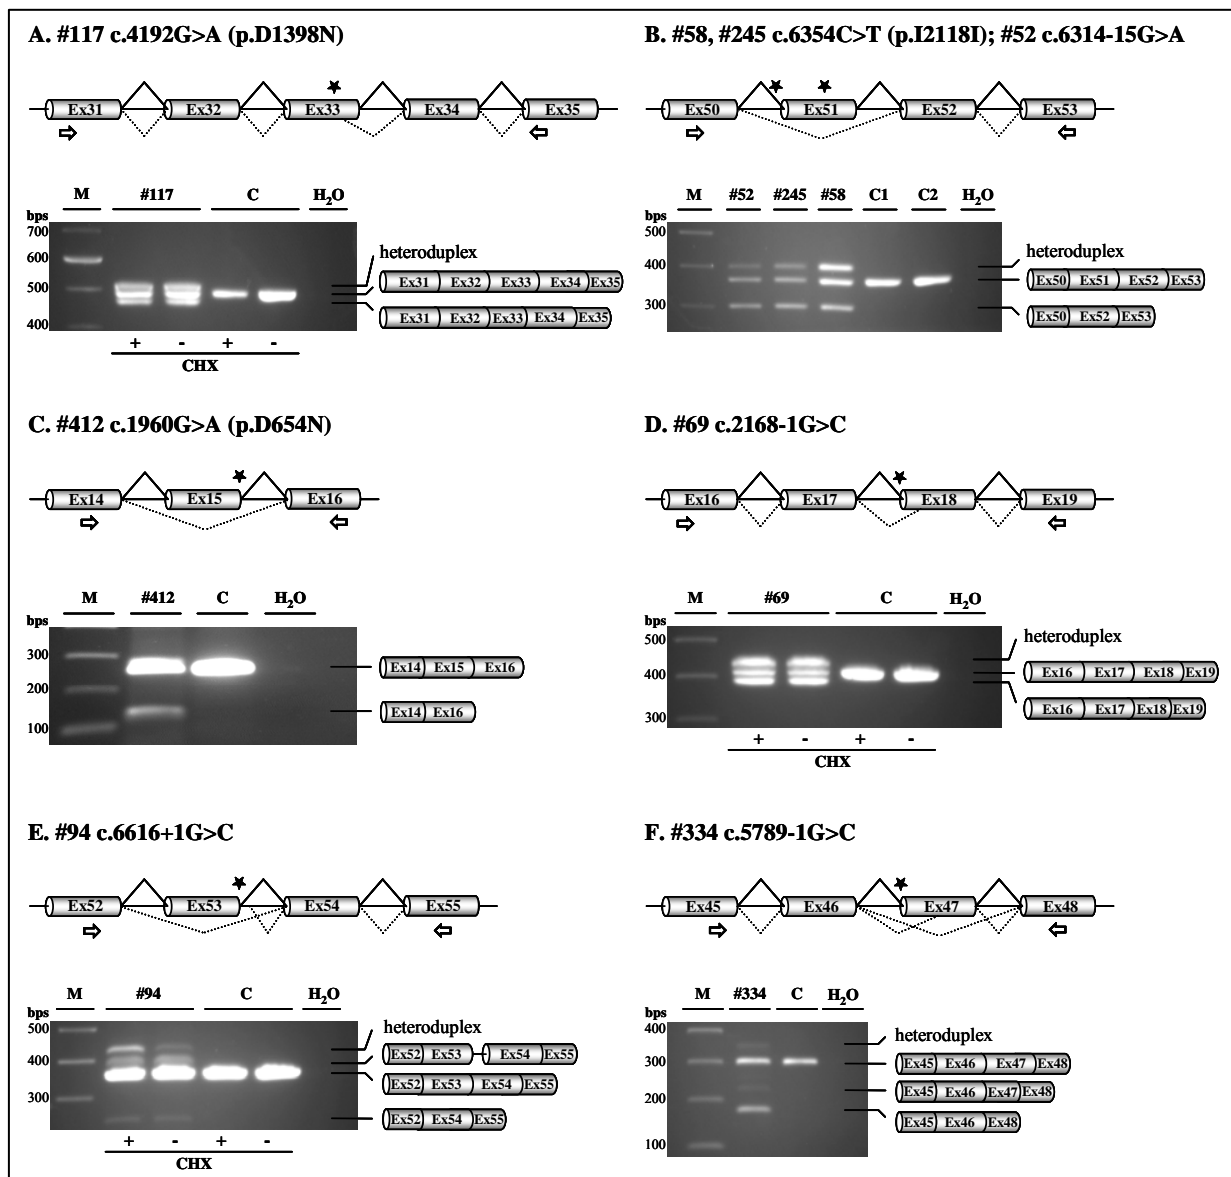 A. #117 c.4192G>A (p.D1398N)
Ex31 Ex32 Ex33 Ex34 Ex35
M #117 C H2O
bps
700
600
500
400
heteroduplex
Ex31 Ex32 Ex33 Ex34 Ex35
Ex31 Ex32 Ex33 Ex34 Ex35
+ - + -
CHX
B. #58, #245 c.6354C>T (p.I2118I); #52 c.6314-15G>A
Ex50 Ex51 Ex52 Ex53
M #52 #245 #58 C1 C2 H2O
bps
500
400
300
heteroduplex
Ex50 Ex51 Ex52 Ex53
Ex50 Ex52 Ex53
C. #412 c.1960G>A (p.D654N)
Ex14 Ex15 Ex16
M #412 C H2O
bps
300
200
100
Ex14 Ex15 Ex16
Ex14 Ex16
D. #69 c.2168-1G>C
Ex16 Ex17 Ex18 Ex19
M #69 C H2O
bps
500
400
300
heteroduplex
Ex16 Ex17 Ex18 Ex19
Ex16 Ex17 Ex18 Ex19
+ - + -
CHX
E. #94 c.6616+1G>C
Ex52 Ex53 Ex54 Ex55
M #94 C H2O
bps
500
400
300
heteroduplex
Ex52 Ex53 Ex54 Ex55
Ex52 Ex53 Ex54 Ex55
Ex52 Ex54 Ex55
+ - + -
CHX
F. #334 c.5789-1G>C
Ex45 Ex46 Ex47 Ex48
M #334 C H2O
bps
400
300
200
100
heteroduplex
Ex45 Ex46 Ex47 Ex48
Ex45 Ex46 Ex47 Ex48
Ex45 Ex46 Ex48